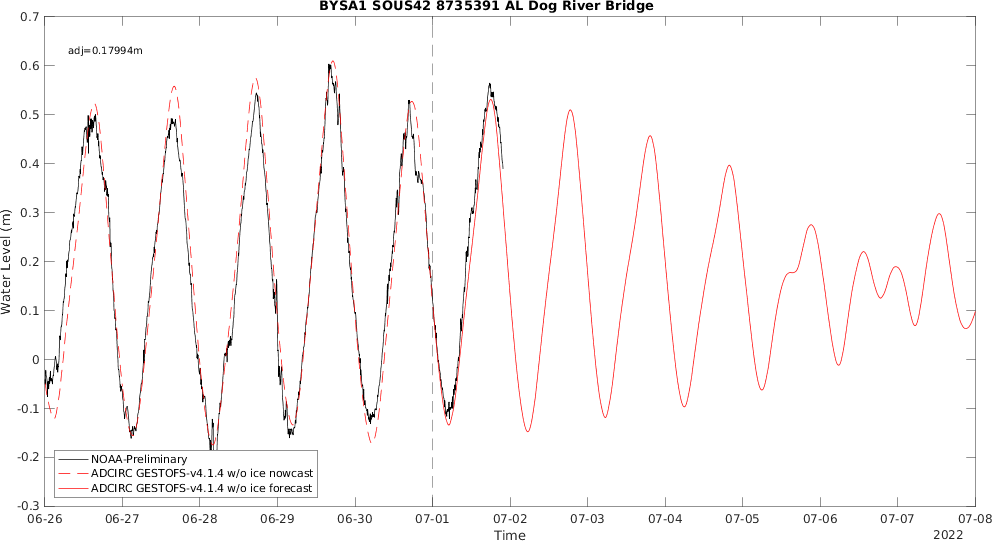 BYSA1 SOUS42 8735391 AL Dog River Bridge
0.7
adj=0.17994m
0.6
0.5
0.4
0.3
0.2
0.1
0
-0.1
-0.2
-0.3
Water Level (m)
NOAA-Preliminary
ADCIRC GESTOFS-v4.1.4 w/o ice nowcast
ADCIRC GESTOFS-v4.1.4 w/o ice forecast
06-26 06-27 06-28 06-29 06-30 07-01 07-02 07-03 07-04 07-05 07-06 07-07 07-08
Time
2022